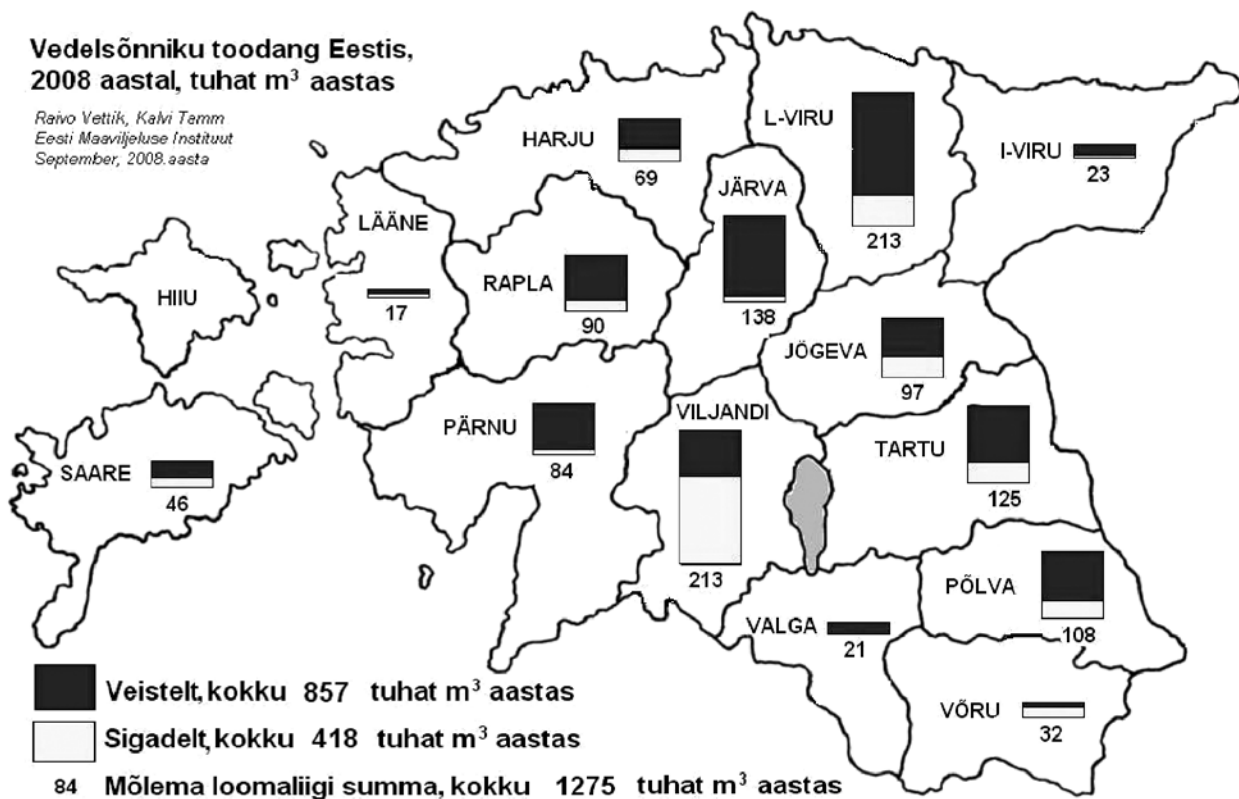 Vedelsõnniku toodang Eestis,
2008 aastal, tuhat m³ aastas
Raivo Vettik, Kalvi Tamm
Eesti Maaviljeluse Instituut
September, 2008.aasta
L-VIRU
213
HARJU
69
I-VIRU
23
JÄRVA
138
LÄÄNE
17
RAPLA
90
HIIU
JÕGEVA
97
PÄRNU
84
VILJANDI
213
TARTU
125
SAARE
46
PÕLVA
108
VALGA
21
VÕRU
32
Veistelt, kokku 857 tuhat m³ aastas
Sigadelt, kokku 418 tuhat m³ aastas
84 Mõlema loomaliigi summa, kokku 1275 tuhat m³ aastas